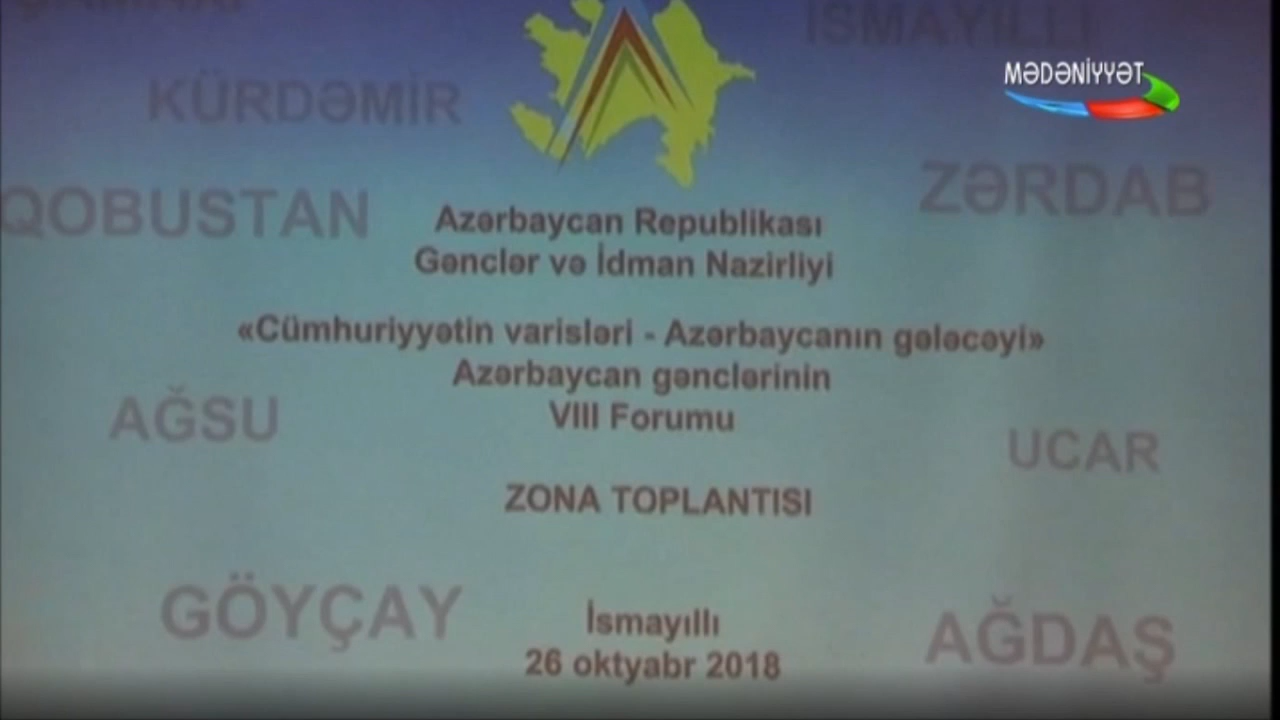 İSMAYILLI
MƏDƏNİYYƏT
KÜRDƏMİR
ZƏRDAB
QOBUSTAN
Azərbaycan Republikası
Gənclər və İdman Nazirliyi
«Cümhuriyyətin varisləri - Azərbaycanın gələcəyi»
Azərbaycan gənclərinin
VIII Forumu
AĞSU
UCAR
ZONA TOPLANTISI
GÖYÇAY
İsmayıllı
AĞDAŞ
26 oktyabr 2018